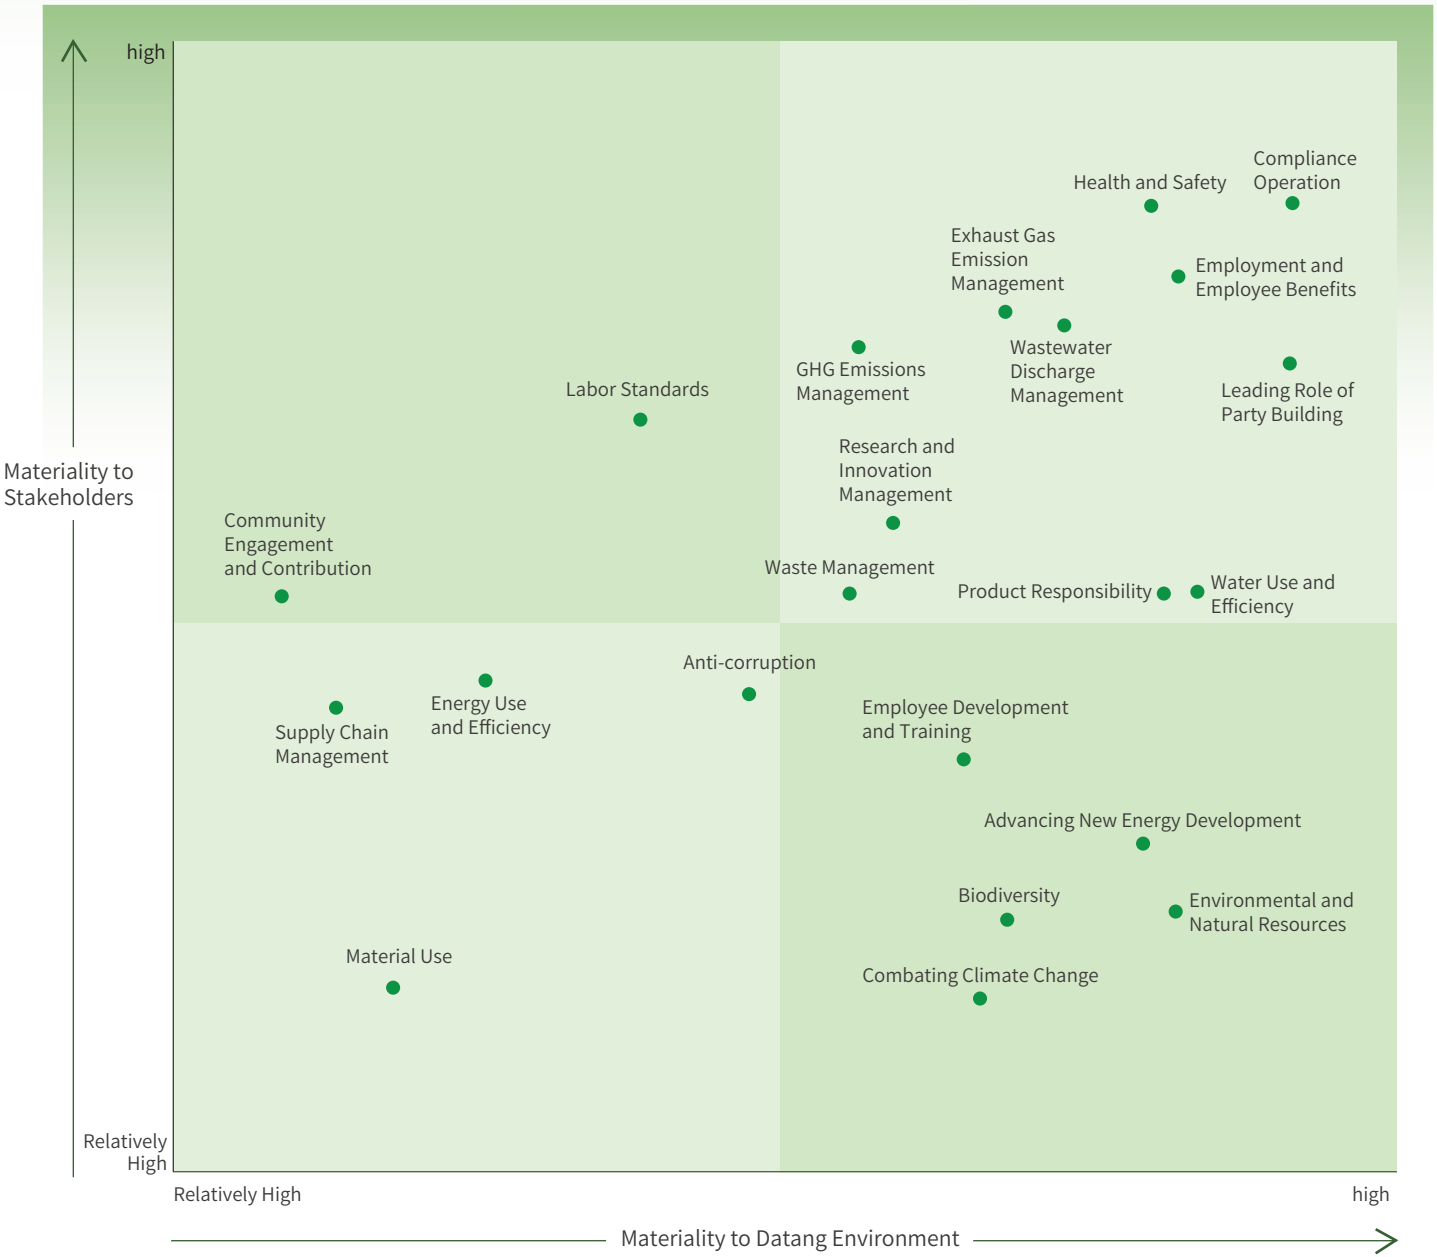 high
Compliance
Operation
Health and Safety
Exhaust Gas
Emission
Management
Employment and
Employee Benefits
Wastewater
Discharge
Management
GHG Emissions
Management
Leading Role of
Party Building
Labor Standards
Research and
Innovation
Management
Materiality to
Stakeholders
Community
Engagement
and Contribution
Waste Management
Product Responsibility
Water Use and
Efficiency
Anti-corruption
Energy Use
and Efficiency
Supply Chain
Management
Employee Development
and Training
Advancing New Energy Development
Biodiversity
Environmental and
Natural Resources
Material Use
Combating Climate Change
Relatively
High
Relatively High
high
Materiality to Datang Environment